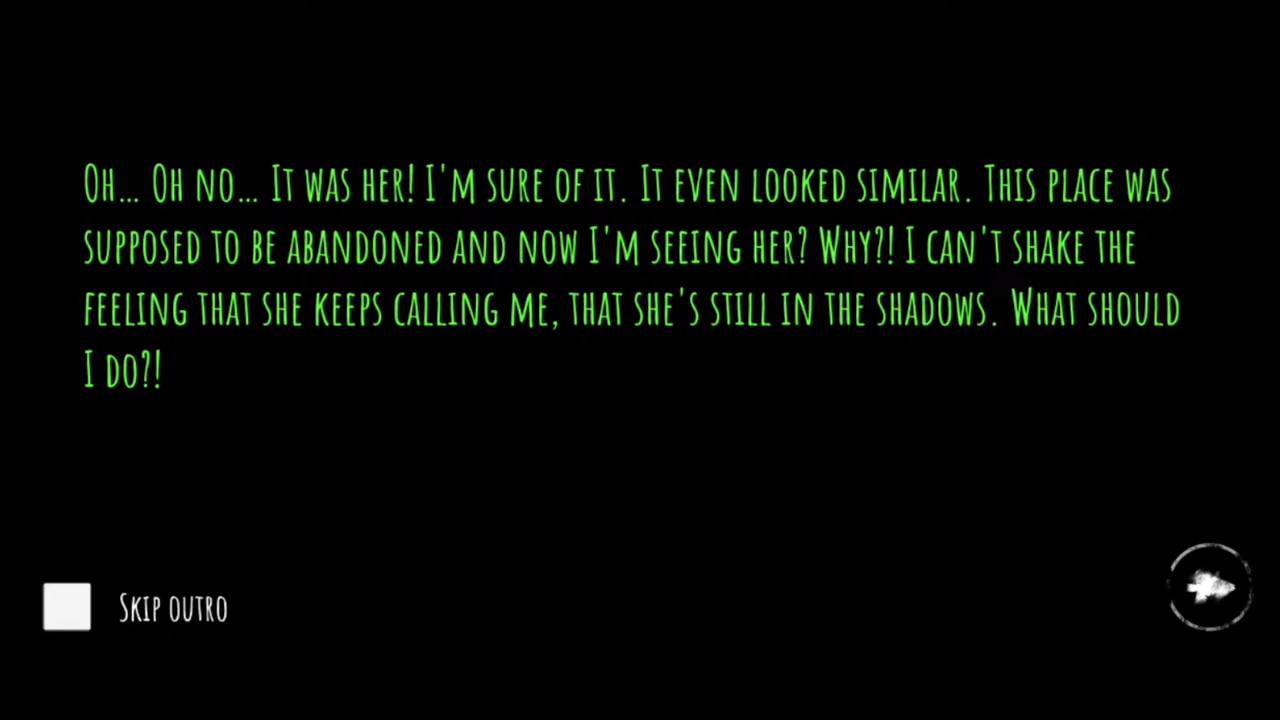 Oh... Oh no... It was her! I'm sure of it. It even looked similar. This place was
supposed to be abandoned and now I'm seeing her? Why?! I can't shake the
feeling that she keeps calling me, that she's still in the shadows. What should
I do?!
Skip outro